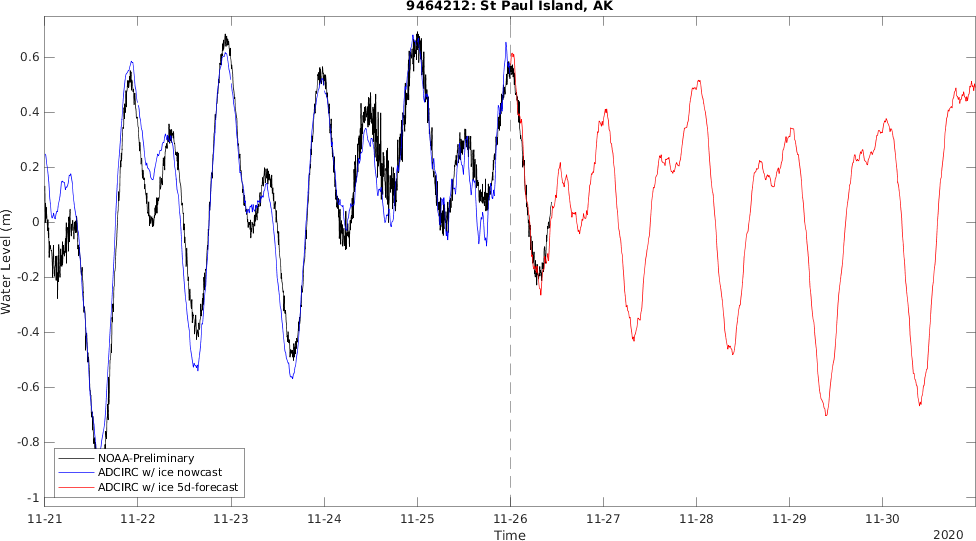 9464212: St Paul Island, AK
Water Level (m)
0.6
0.4
0.2
0
-0.2
-0.4
-0.6
-0.8
-1
NOAA-Preliminary
ADCIRC w/ ice nowcast
ADCIRC w/ ice 5d-forecast
11-21 11-22 11-23 11-24 11-25 11-26 11-27 11-28 11-29 11-30
Time
2020